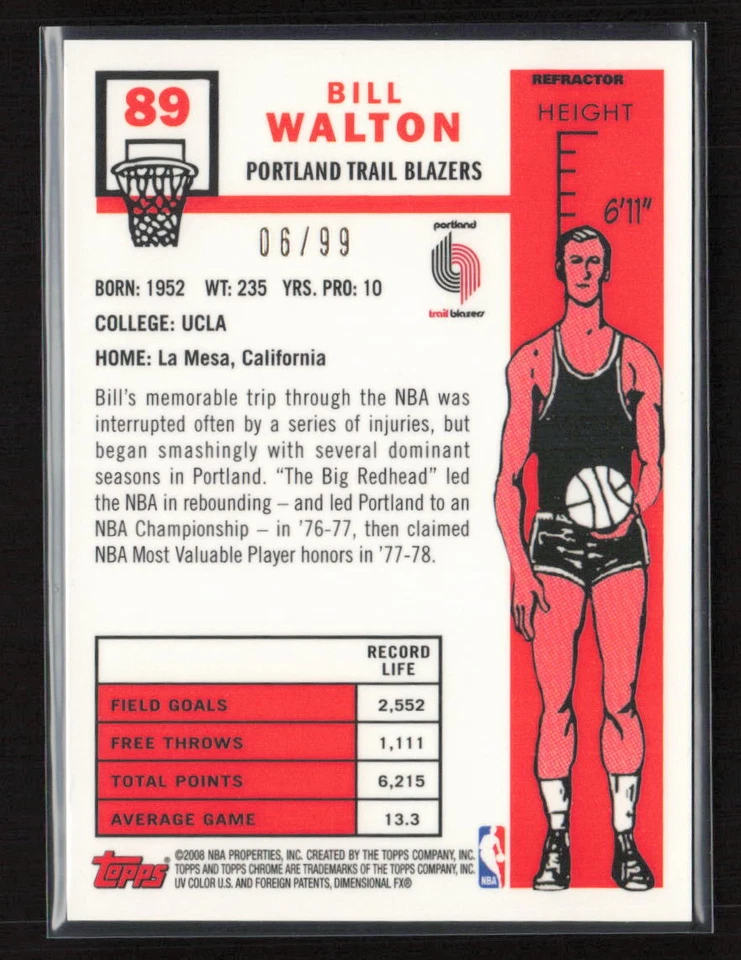 89
BILL
WALTON
PORTLAND TRAIL BLAZERS
REFRACTOR
HEIGHT
6'11"
06/99
portland
trail blazers
BORN: 1952 WT: 235 YRS. PRO: 10
COLLEGE: UCLA
HOME: La Mesa, California
Bill's memorable trip through the NBA was
interrupted often by a series of injuries, but
began smashingly with several dominant
seasons in Portland. “The Big Redhead” led
the NBA in rebounding – and led Portland to an
NBA Championship – in '76-77, then claimed
NBA Most Valuable Player honors in '77-78.
RECORD
LIFE
FIELD GOALS 2,552
FREE THROWS 1,111
TOTAL POINTS 6,215
AVERAGE GAME 13.3
Topps®
©2008 NBA PROPERTIES, INC. CREATED BY THE TOPPS COMPANY, INC.
TOPPS AND TOPPS CHROME ARE TRADEMARKS OF THE TOPPS COMPANY, INC.
UV COLOR U.S. AND FOREIGN PATENTS, DIMENSIONAL FX®
NBA